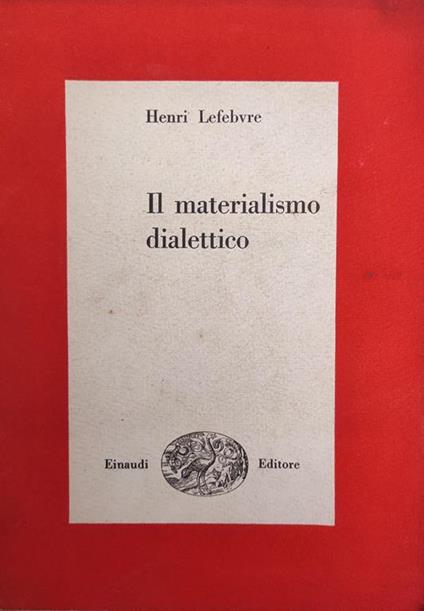 Henri Lefebvre
Il materialismo
dialettico
Einaudi Editore